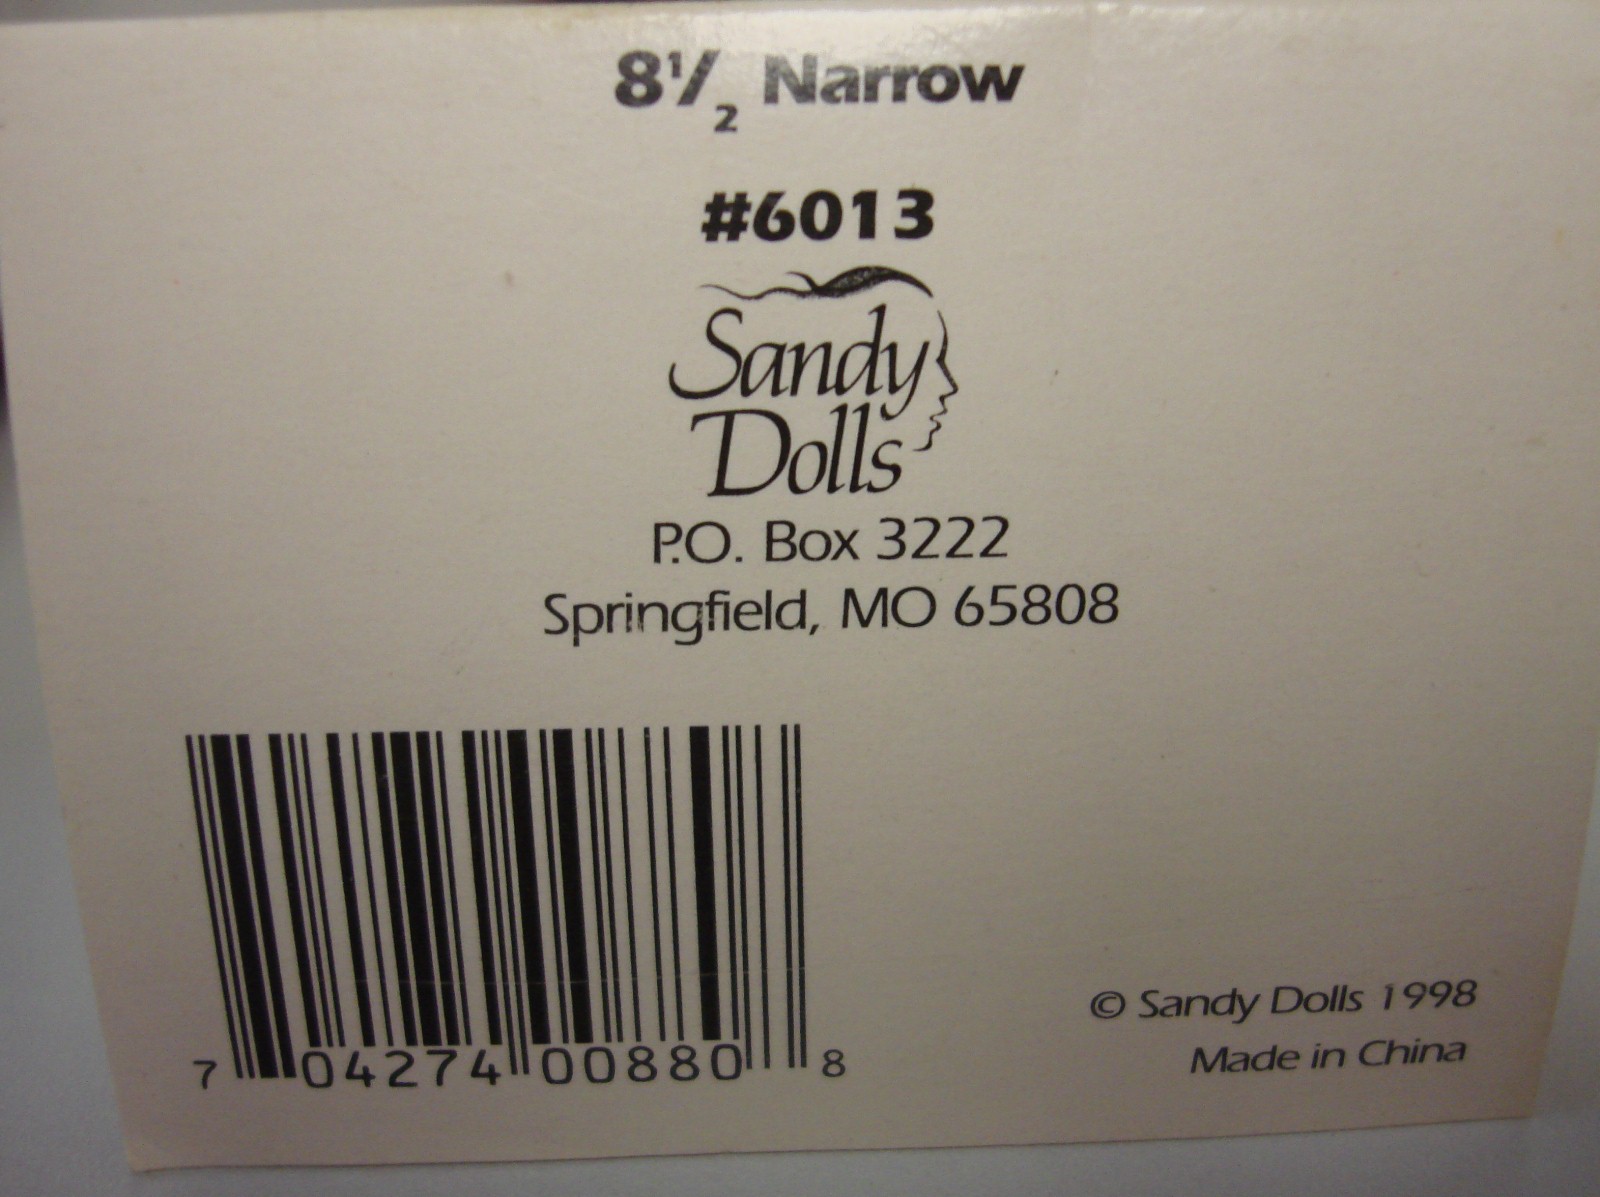 8½ Narrow
#6013
Sandy
Dolls
P.O. Box 3222
Springfield, MO 65808
7 04274 00880 8
© Sandy Dolls 1998
Made in China